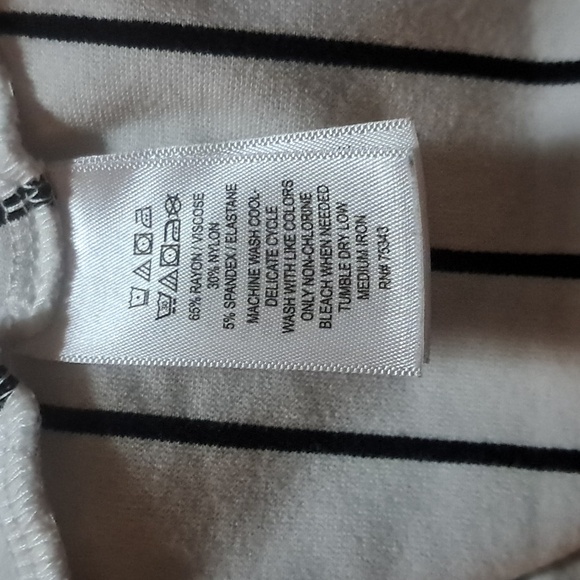 65% RAYON / VISCOSE
30% NYLON
5% SPANDEX / ELASTANE
MACHINE WASH COOL-
DELICATE CYCLE
WASH WITH LIKE COLORS
ONLY NON-CHLORINE
BLEACH WHEN NEEDED
TUMBLE DRY LOW
MEDIUM IRON
RN# 75343